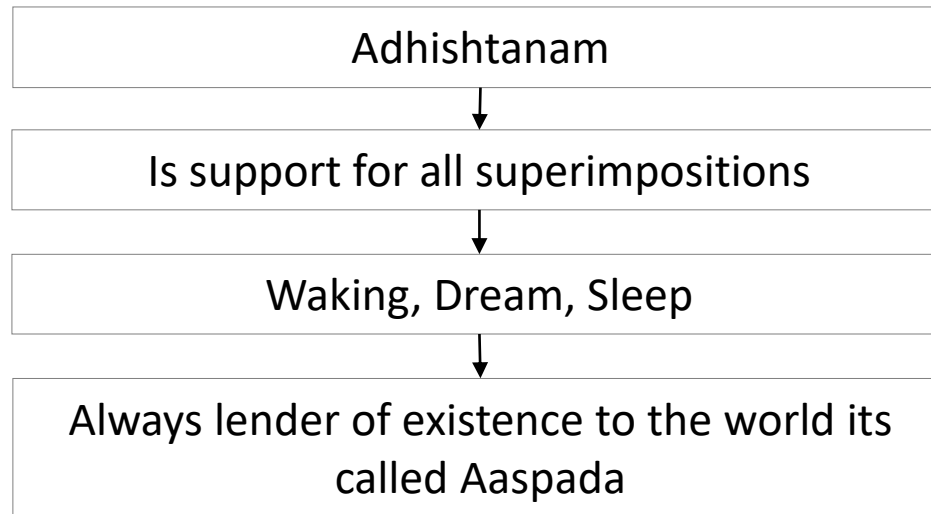 Adhishtanam
Is support for all superimpositions
Waking, Dream, Sleep
Always lender of existence to the world its
called Aaspada